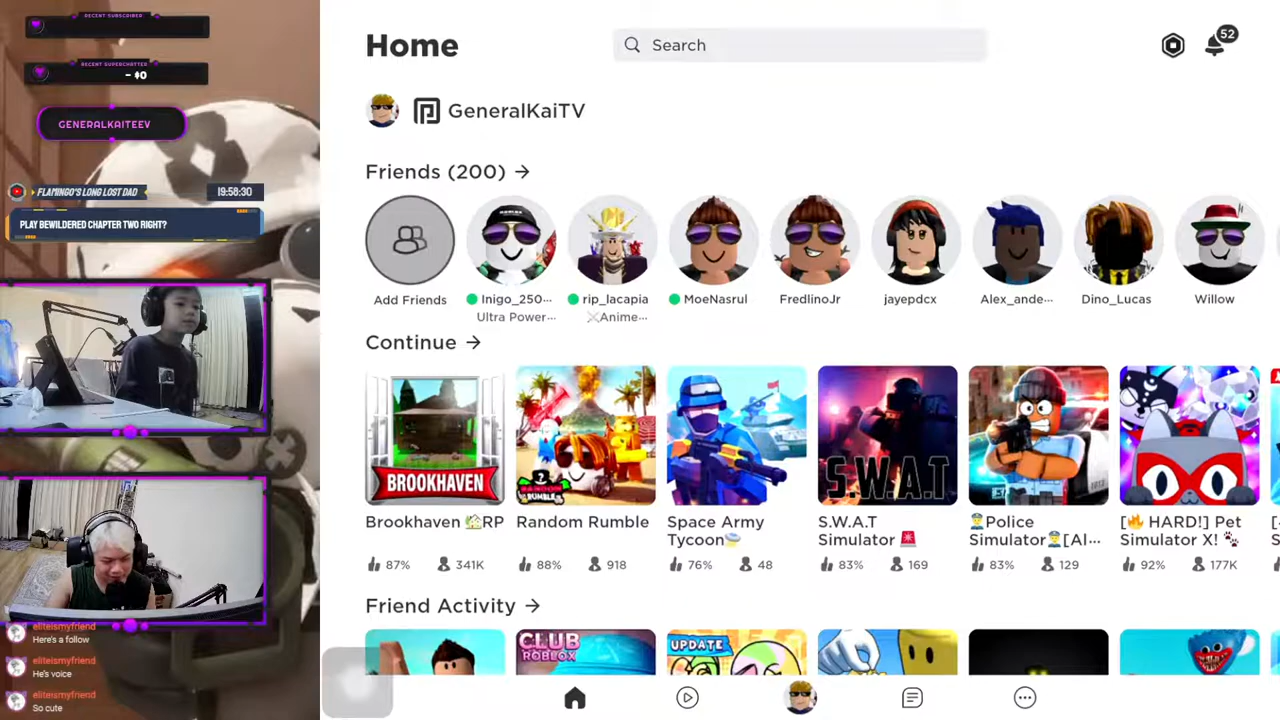 RECENT SUBSCRIBER
RECENT SUPERCHATTER
- $0
GENERALKAITEEV
FLAMINGO'S LONG LOST DAD
19:58:30
PLAY BEWILDERED CHAPTER TWO RIGHT?
eliteismyfriend
Here's a follow
eliteismyfriend
He's voice
eliteismyfriend
So cute
Home
Search
52
GeneralKaiTV
Friends (200) →
Add Friends
Inigo_250...
Ultra Power...
rip_lacapia
⚔Anime...
MoeNasrul
FredlinoJr
jayepdcx
Alex_ande...
Dino_Lucas
Willow
Continue →
BROOKHAVEN
RANDOM RUMBLE
S.W.A.T
Brookhaven 🏡RP
Random Rumble
Space Army
Tycoon🛸
S.W.A.T
Simulator 🚨
👮Police
Simulator👮[Al...
[🔥 HARD!] Pet
Simulator X! 🐾
87% 341K
88% 918
76% 48
83% 169
83% 129
92% 177K
Friend Activity →
CLUB
ROBLOX
UPDATE